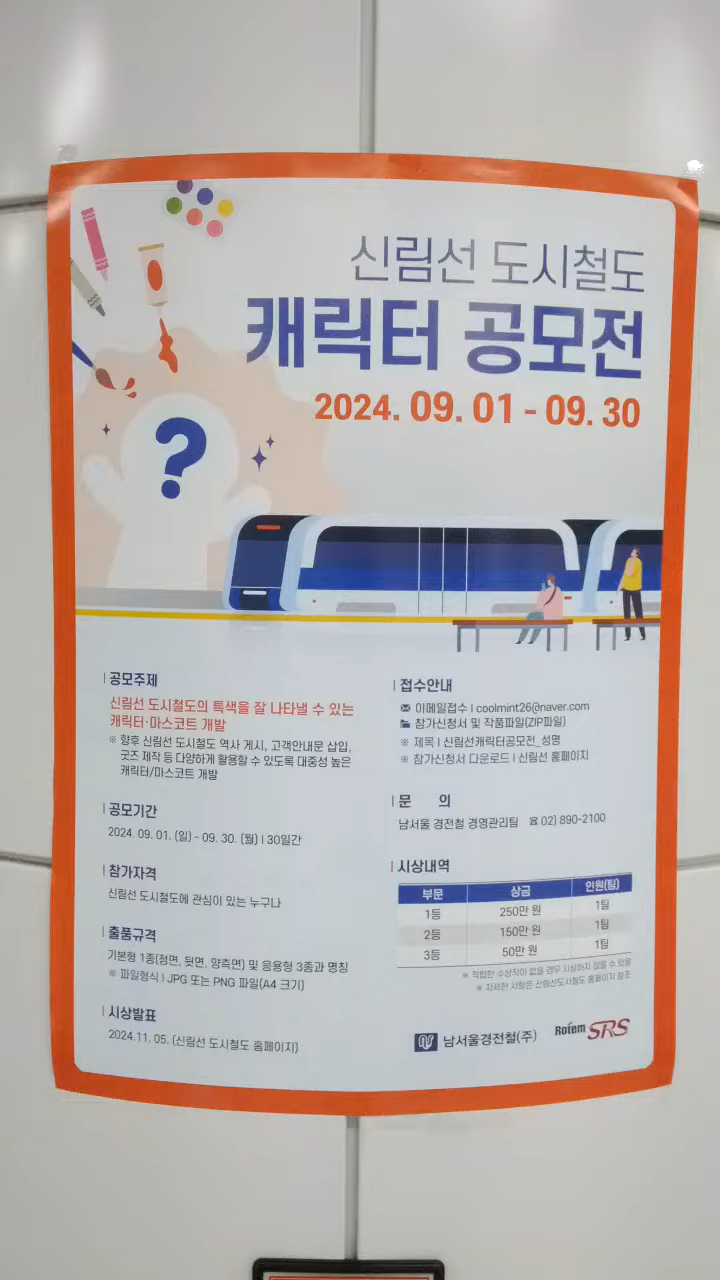 신림선 도시철도
캐릭터 공모전
2024. 09. 01 - 09. 30
?
공모주제
신림선 도시철도의 특색을 잘 나타낼 수 있는
캐릭터·마스코트 개발
※ 향후 신림선 도시철도 역사 게시, 고객안내문 삽입,
굿즈 제작 등 다양하게 활용할 수 있도록 대중성 높은
캐릭터/마스코트 개발
공모기간
2024. 09. 01. (일) - 09. 30. (월) I 30일간
참가자격
신림선 도시철도에 관심이 있는 누구나
출품규격
기본형 1종(정면, 뒷면, 양측면) 및 응용형 3종과 명칭
※ 파일형식 I JPG 또는 PNG 파일(A4 크기)
시상발표
2024.11. 05. (신림선 도시철도 홈페이지)
접수안내
이메일접수 I coolmint26@naver.com
참가신청서 및 작품파일(ZIP파일)
※ 제목 I 신림선캐릭터공모전_성명
※ 참가신청서 다운로드 I 신림선 홈페이지
문 의
남서울 경전철 경영관리팀 ☎ 02) 890-2100
시상내역
부문 상금 인원(팀)
1등 250만 원 1팀
2등 150만 원 1팀
3등 50만 원 1팀
※ 적합한 수상작이 없을 경우 시상하지 않을 수 있음
※ 자세한 사항은 신림선도시철도 홈페이지 참조
남서울경전철(주)
Rotem SRS